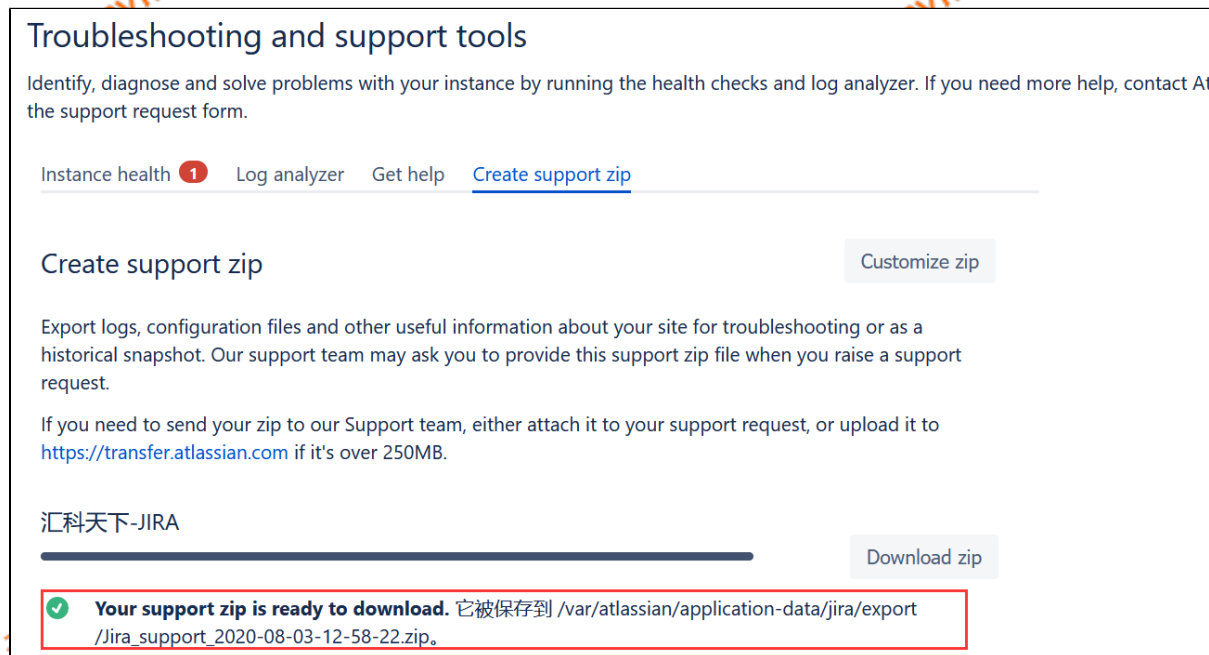 Troubleshooting and support tools
Identify, diagnose and solve problems with your instance by running the health checks and log analyzer. If you need more help, contact
the support request form.
Instance health 1 Log analyzer Get help Create support zip
Create support zip
Customize zip
Export logs, configuration files and other useful information about your site for troubleshooting or as a
historical snapshot. Our support team may ask you to provide this support zip file when you raise a support
request.
If you need to send your zip to our Support team, either attach it to your support request, or upload it to
https://transfer.atlassian.com if it's over 250MB.
汇科天下-JIRA
Download zip
Your support zip is ready to download. 它被保存到 /var/atlassian/application-data/jira/export
/Jira_support_2020-08-03-12-58-22.zip。